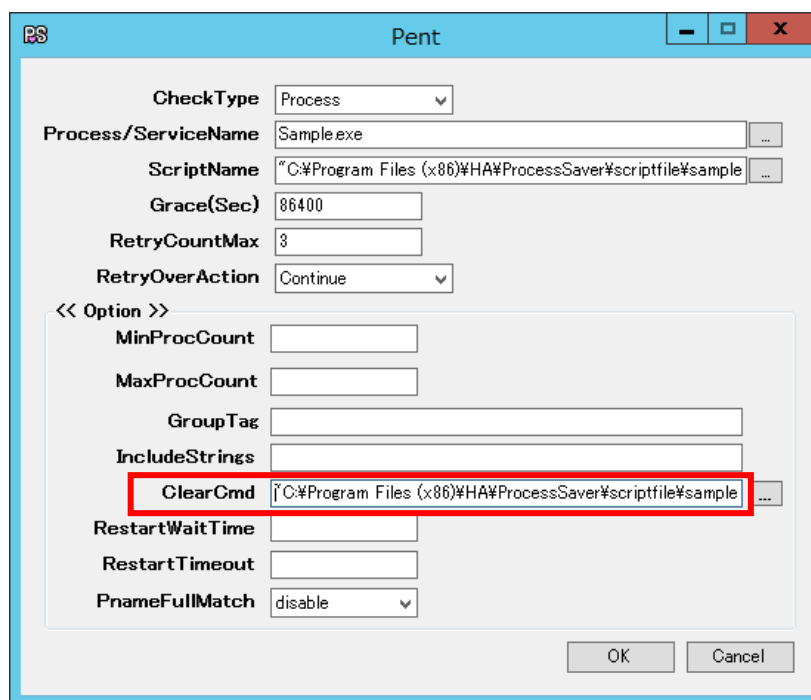 PS Pent
CheckType Process
Process/ServiceName Sample.exe ...
ScriptName "C:¥Program Files (x86)¥HA¥ProcessSaver¥scriptfile¥sample ...
Grace(Sec) 86400
RetryCountMax 3
RetryOverAction Continue
<< Option >>
MinProcCount
MaxProcCount
GroupTag
IncludeStrings
ClearCmd "C:¥Program Files (x86)¥HA¥ProcessSaver¥scriptfile¥sample ...
RestartWaitTime
RestartTimeout
PnameFullMatch disable
OK Cancel